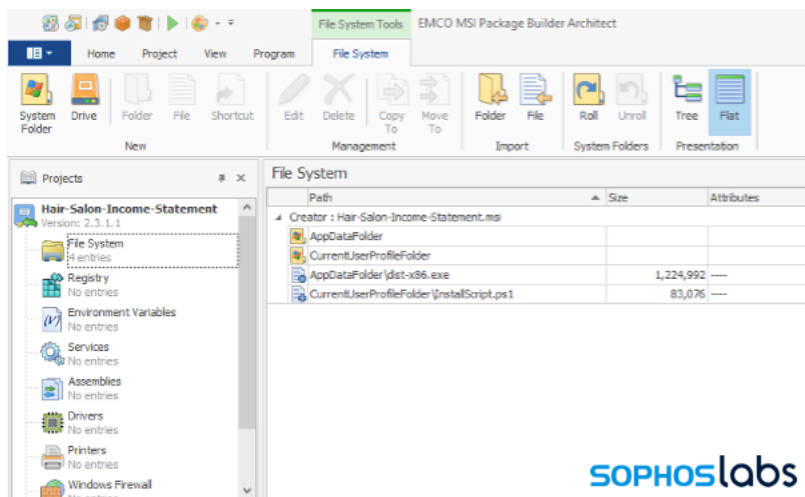 File System Tools
EMCO MSI Package Builder Architect
Home Project View Program File System
System Folder
Drive
Folder
File
Shortcut
New
Edit
Delete
Copy To
Move To
Management
Folder
File
Import
Roll
Unroll
System Folders
Tree
Flat
Presentation
Projects
Hair-Salon-Income-Statement
Version: 2.3.1.1
File System
4 entries
Registry
No entries
Environment Variables
No entries
Services
No entries
Assemblies
No entries
Drivers
No entries
Printers
No entries
Windows Firewall
File System
Path Size Attributes
Creator : Hair-Salon-Income-Statement.msi
AppDataFolder
CurrentUserProfileFolder
AppDataFolder\dist-x86.exe 1,224,992 ----
CurrentUserProfileFolder\InstallScript.ps1 83,076 ----
SOPHOSlabs